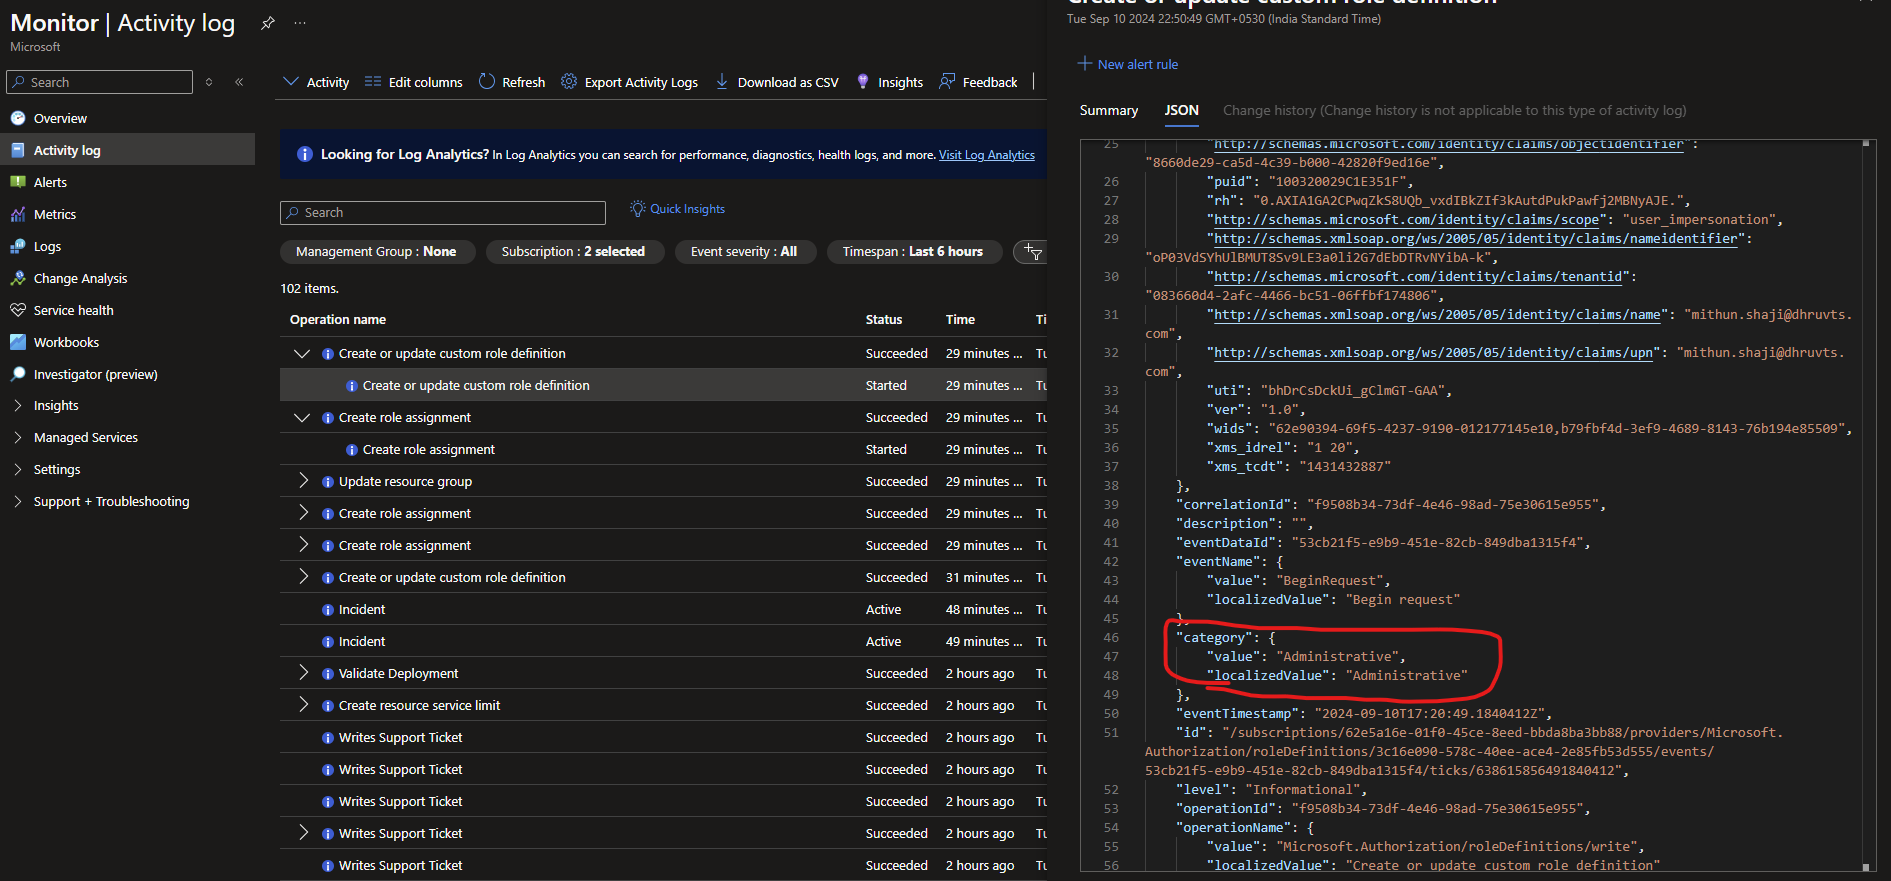 Monitor | Activity log
Microsoft
Search
Overview
Activity log
Alerts
Metrics
Logs
Change Analysis
Service health
Workbooks
Investigator (preview)
Insights
Managed Services
Settings
Support + Troubleshooting
Activity Edit columns Refresh Export Activity Logs Download as CSV Insights Feedback
Looking for Log Analytics? In Log Analytics you can search for performance, diagnostics, health logs, and more. Visit Log Analytics
Search Quick Insights
Management Group : None Subscription : 2 selected Event severity : All Timespan : Last 6 hours
102 items.
Operation name Status Time Ti
Create or update custom role definition Succeeded 29 minutes ... Tu
Create or update custom role definition Started 29 minutes ... Tu
Create role assignment Succeeded 29 minutes ... Tu
Create role assignment Started 29 minutes ... Tu
Update resource group Succeeded 29 minutes ... Tu
Create role assignment Succeeded 29 minutes ... Tu
Create role assignment Succeeded 29 minutes ... Tu
Create or update custom role definition Succeeded 31 minutes ... Tu
Incident Active 48 minutes ... Tu
Incident Active 49 minutes ... Tu
Validate Deployment Succeeded 2 hours ago Tu
Create resource service limit Succeeded 2 hours ago Tu
Writes Support Ticket Succeeded 2 hours ago Tu
Writes Support Ticket Succeeded 2 hours ago Tu
Writes Support Ticket Succeeded 2 hours ago Tu
Writes Support Ticket Succeeded 2 hours ago Tu
Writes Support Ticket Succeeded 2 hours ago Tu
Create or update custom role definition
Tue Sep 10 2024 22:50:49 GMT+0530 (India Standard Time)
New alert rule
Summary JSON Change history (Change history is not applicable to this type of activity log)
25 "http://schemas.microsoft.com/identity/claims/objectidentifier":
"8660de29-ca5d-4c39-b000-42820f9ed16e",
26 "puid": "100320029C1E351F",
27 "rh": "0.AXIA1GA2CPwqZkS8UQb_vxdIBkZIf3kAutdPukPawfj2MBNyAJE.",
28 "http://schemas.microsoft.com/identity/claims/scope": "user_impersonation",
29 "http://schemas.xmlsoap.org/ws/2005/05/identity/claims/nameidentifier":
"oP03VdSYhUlBMUT8Sv9LE3a0li2G7dEbDTRvNYibA-k",
30 "http://schemas.microsoft.com/identity/claims/tenantid":
"083660d4-2afc-4466-bc51-06ffbf174806",
31 "http://schemas.xmlsoap.org/ws/2005/05/identity/claims/name": "mithun.shaji@dhruvts.
com",
32 "http://schemas.xmlsoap.org/ws/2005/05/identity/claims/upn": "mithun.shaji@dhruvts.
com",
33 "uti": "bhDrCsDckUi_gClmGT-GAA",
34 "ver": "1.0",
35 "wids": "62e90394-69f5-4237-9190-012177145e10,b79fbf4d-3ef9-4689-8143-76b194e85509",
36 "xms_idrel": "1 20",
37 "xms_tcdt": "1431432887"
38 },
39 "correlationId": "f9508b34-73df-4e46-98ad-75e30615e955",
40 "description": "",
41 "eventDataId": "53cb21f5-e9b9-451e-82cb-849dba1315f4",
42 "eventName": {
43 "value": "BeginRequest",
44 "localizedValue": "Begin request"
45 },
46 "category": {
47 "value": "Administrative",
48 "localizedValue": "Administrative"
49 },
50 "eventTimestamp": "2024-09-10T17:20:49.1840412Z",
51 "id": "/subscriptions/62e5a16e-01f0-45ce-8eed-bbda8ba3bb88/providers/Microsoft.
Authorization/roleDefinitions/3c16e090-578c-40ee-ace4-2e85fb53d555/events/
53cb21f5-e9b9-451e-82cb-849dba1315f4/ticks/638615856491840412",
52 "level": "Informational",
53 "operationId": "f9508b34-73df-4e46-98ad-75e30615e955",
54 "operationName": {
55 "value": "Microsoft.Authorization/roleDefinitions/write",
56 "localizedValue": "Create or update custom role definition"